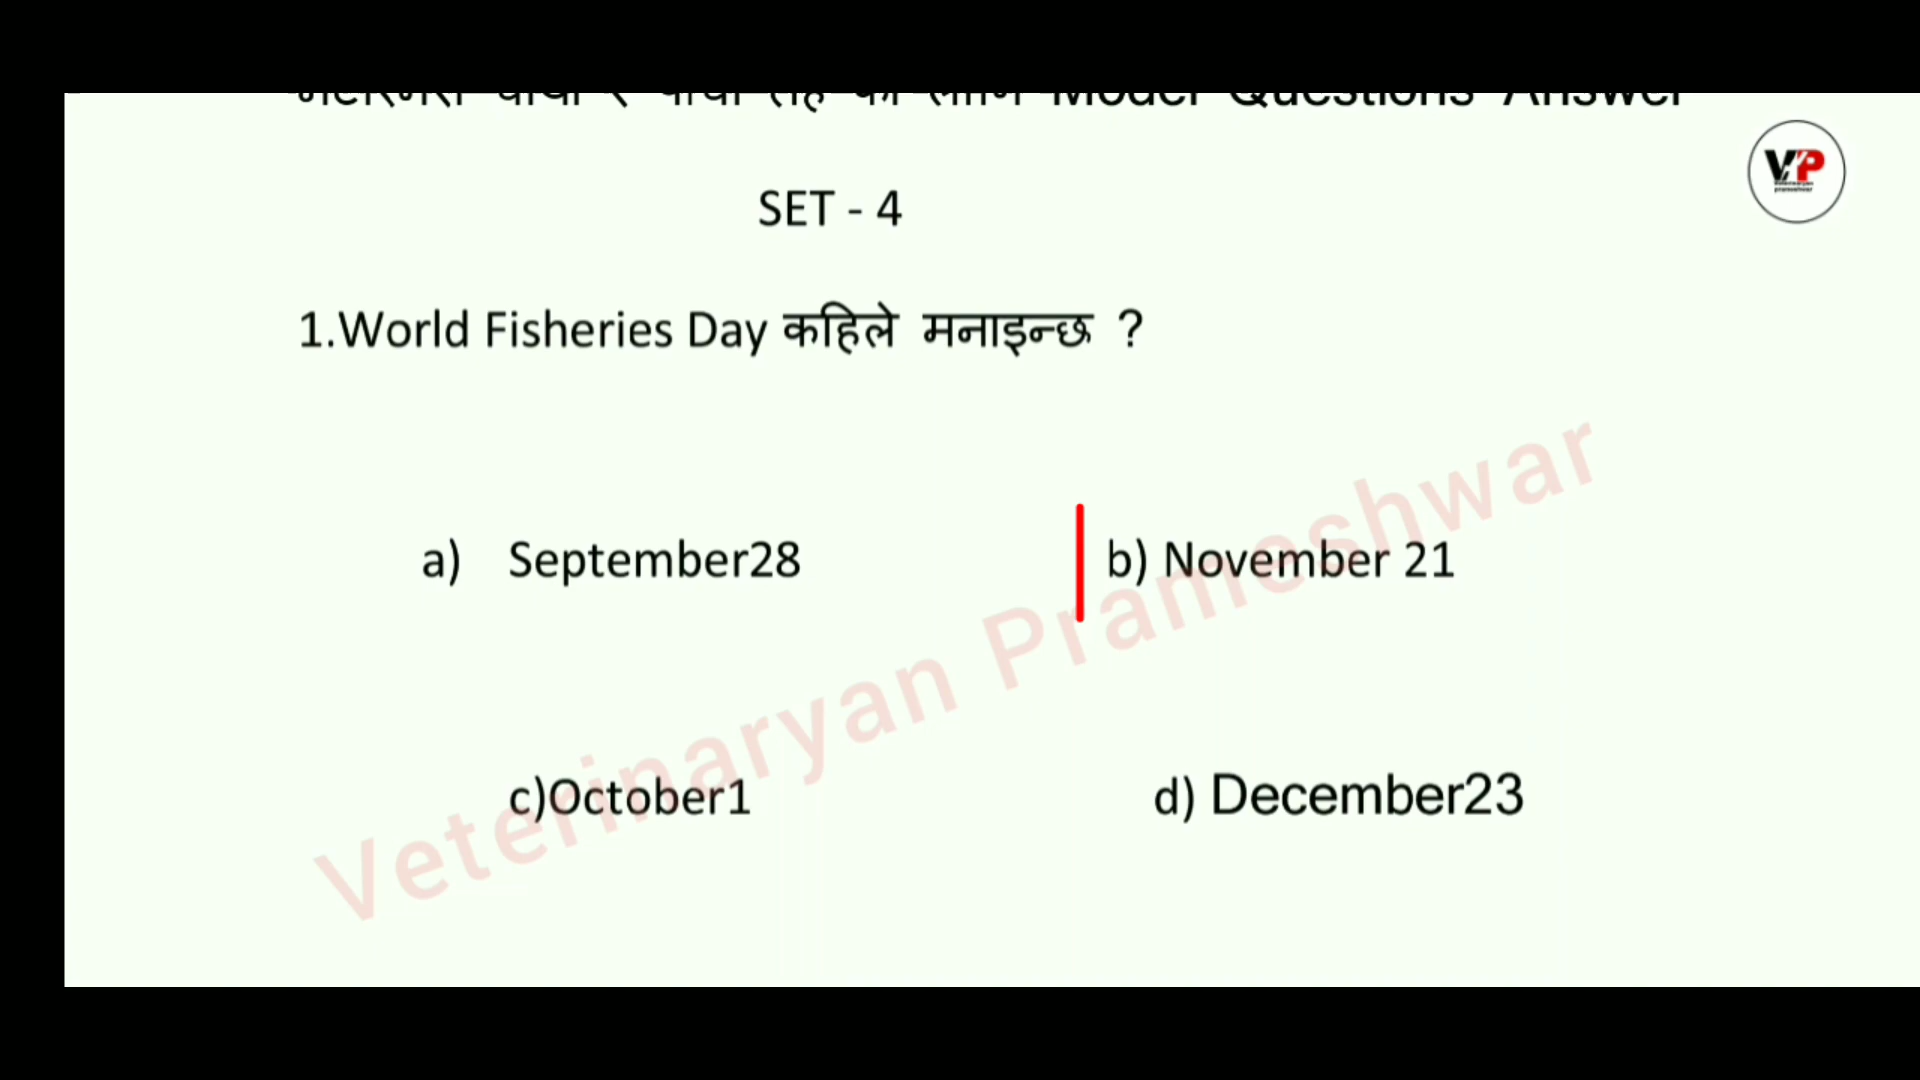 Model Questions Answer
VP
SET - 4
1.World Fisheries Day कहिले मनाइन्छ ?
a) September28
b) November 21
c)October1
d) December23
Veterinaryan Prameshwar